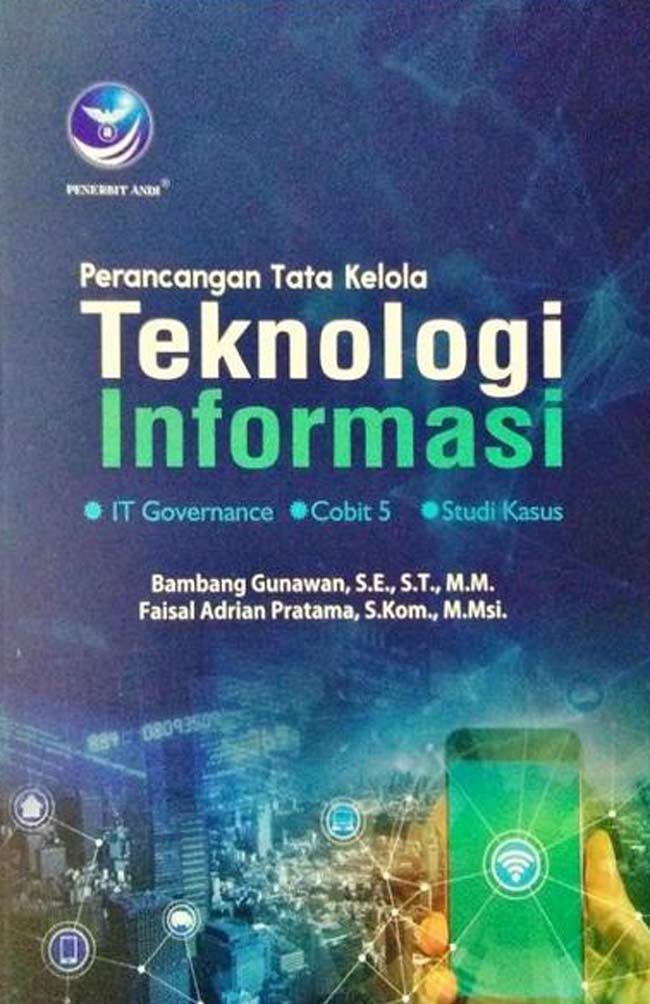 a
PENERBIT ANDI®
Perancangan Tata Kelola
Teknologi
Informasi
IT Governance Cobit 5 Studi Kasus
Bambang Gunawan, S.E., S.T., M.M.
Faisal Adrian Pratama, S.Kom., M.Msi.